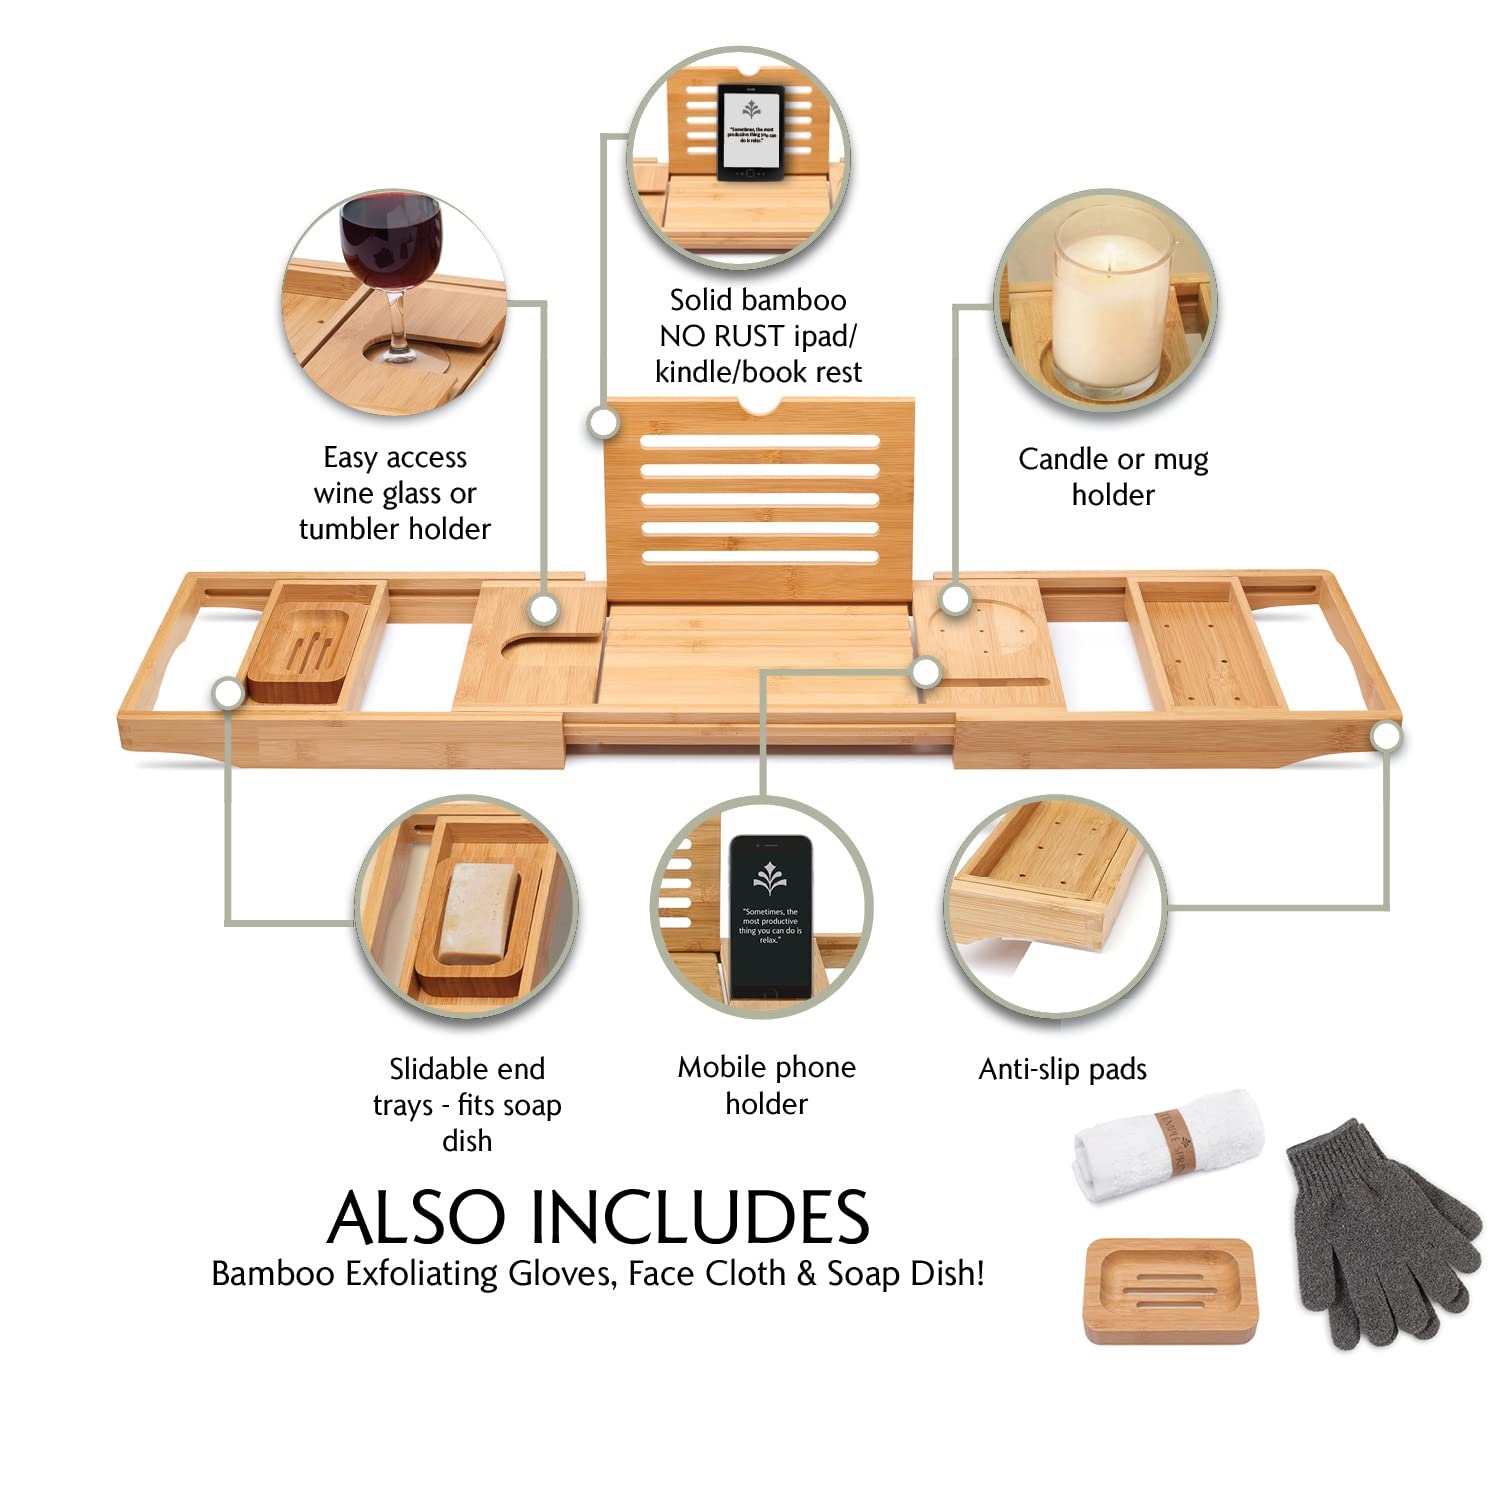 "Sometimes, the most
productive thing you can
do is relax."
Solid bamboo
NO RUST ipad/
kindle/book rest
Easy access
wine glass or
tumbler holder
Candle or mug
holder
"Sometimes, the
most productive
thing you can do is
relax."
Slidable end
trays - fits soap
dish
Mobile phone
holder
Anti-slip pads
TEMPLE SPRIN
ALSO INCLUDES
Bamboo Exfoliating Gloves, Face Cloth & Soap Dish!